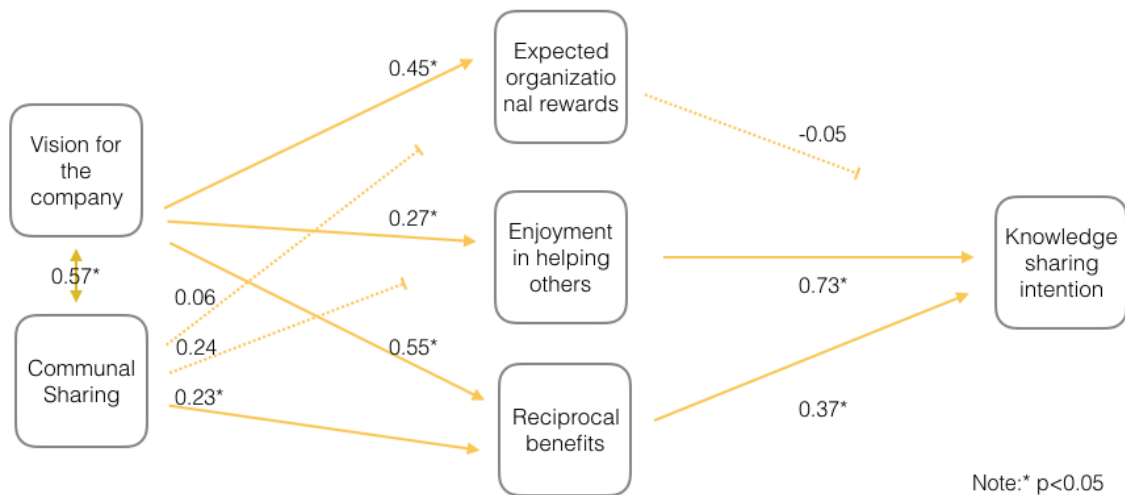 Expected
organizatio
nal rewards
0.45*
-0.05
Vision for
the
company
0.27*
Enjoyment
in helping
others
Knowledge
sharing
intention
0.57*
0.73*
0.06
0.24
0.55*
Communal
Sharing
0.23*
Reciprocal
benefits
0.37*
Note:* p<0.05